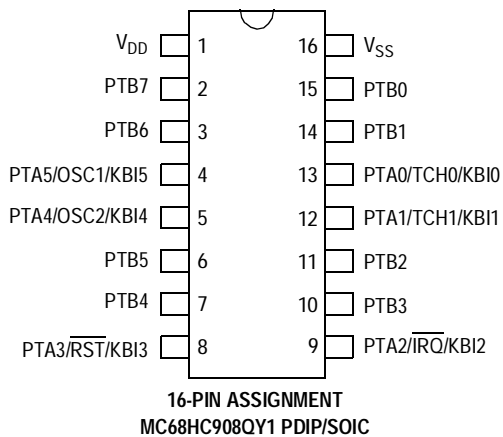 V_DD 1 16 V_SS
PTB7 2 15 PTB0
PTB6 3 14 PTB1
PTA5/OSC1/KBI5 4 13 PTA0/TCH0/KBI0
PTA4/OSC2/KBI4 5 12 PTA1/TCH1/KBI1
PTB5 6 11 PTB2
PTB4 7 10 PTB3
PTA3/R̅S̅T̅/KBI3 8 9 PTA2/I̅R̅Q̅/KBI2
16-PIN ASSIGNMENT
MC68HC908QY1 PDIP/SOIC